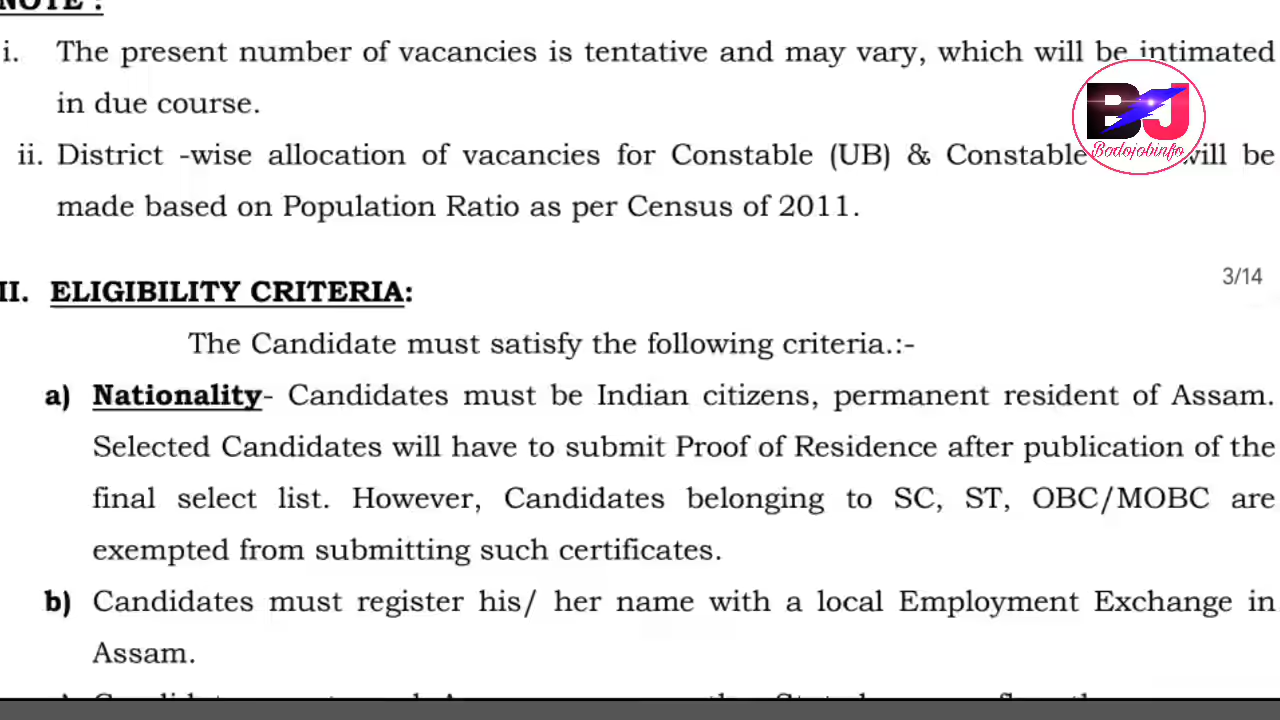 NOTE :
i. The present number of vacancies is tentative and may vary, which will be intimated
in due course.
BJ
Bodojobinfo
ii. District -wise allocation of vacancies for Constable (UB) & Constable will be
made based on Population Ratio as per Census of 2011.
3/14
II. ELIGIBILITY CRITERIA:
The Candidate must satisfy the following criteria.:-
a) Nationality- Candidates must be Indian citizens, permanent resident of Assam.
Selected Candidates will have to submit Proof of Residence after publication of the
final select list. However, Candidates belonging to SC, ST, OBC/MOBC are
exempted from submitting such certificates.
b) Candidates must register his/ her name with a local Employment Exchange in
Assam.